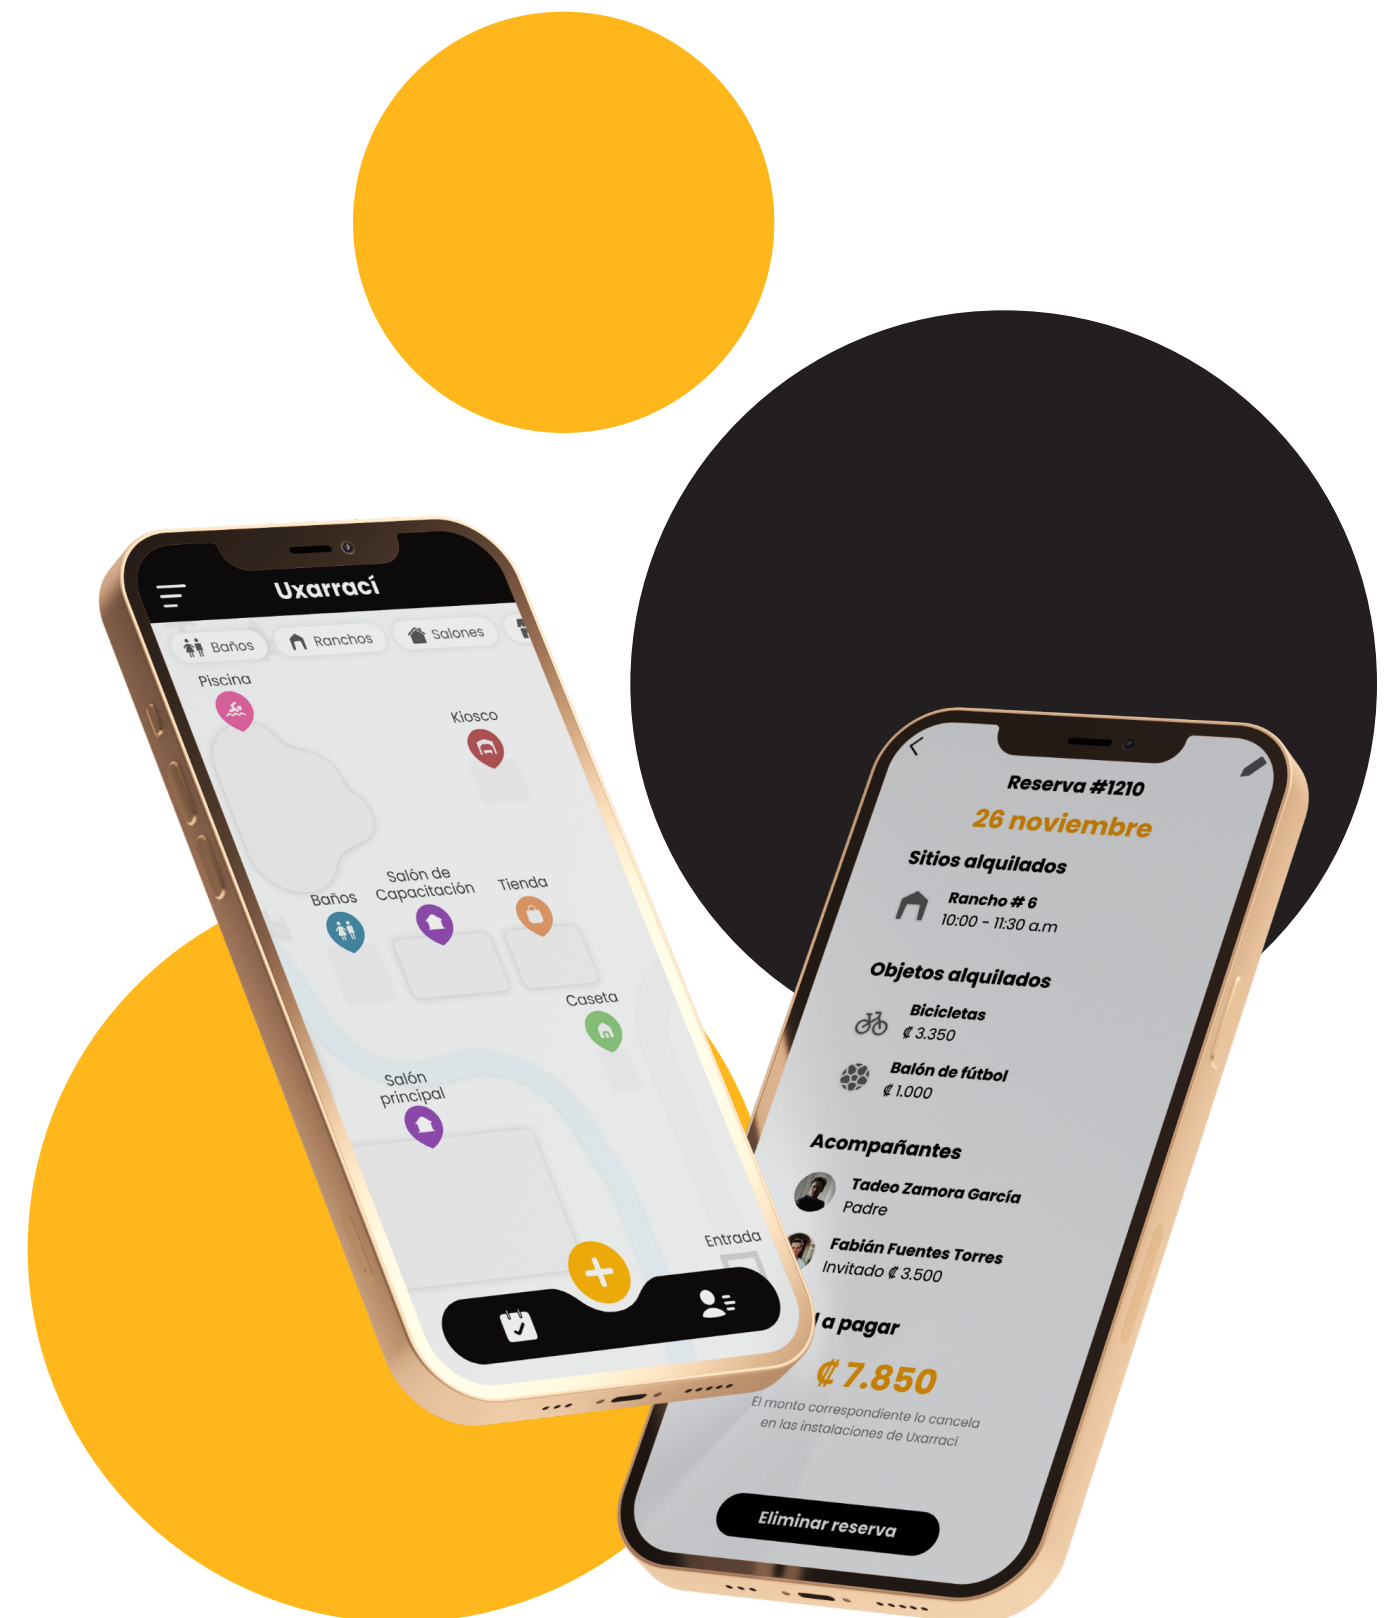 Uxarrací
Baños
Ranchos
Salones
Piscina
Kiosco
Salón de
Capacitación
Baños
Tienda
Caseta
Salón
principal
Entrada
Reserva #1210
26 noviembre
Sitios alquilados
Rancho # 6
10:00 - 11:30 a.m
Objetos alquilados
Bicicletas
₡ 3.350
Balón de fútbol
₡ 1.000
Acompañantes
Tadeo Zamora García
Padre
Fabián Fuentes Torres
Invitado ₡ 3.500
a pagar
₡ 7.850
El monto correspondiente lo cancela
en las instalaciones de Uxarrací
Eliminar reserva